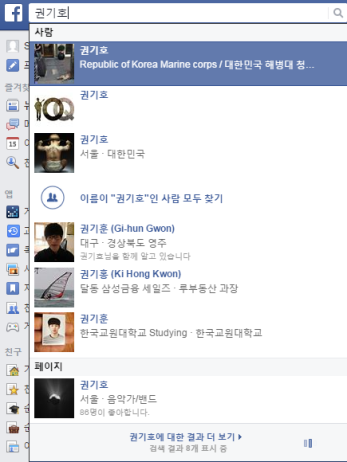 권기호
사람
권기호
Republic of Korea Marine corps / 대한민국 해병대 청...
권기호
권기호
서울 · 대한민국
이름이 "권기호"인 사람 모두 찾기
권기훈 (Gi-hun Gwon)
대구 · 경상북도 영주
권기효님을 함께 알고 있습니다
권기홍 (Ki Hong Kwon)
달동 삼성금융 세일즈 · 루부동산 과장
권기훈
한국교원대학교 Studying · 한국교원대학교
페이지
권기호
서울 · 음악가/밴드
86명이 좋아합니다.
권기호에 대한 결과 더 보기
검색 결과 8개 표시 중
즐겨찾
15
앱
친구